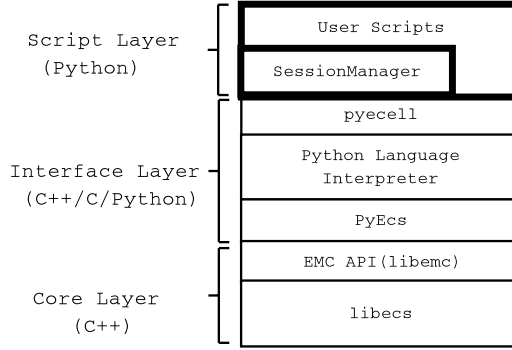 Script Layer
(Python)
User Scripts
SessionManager
Interface Layer
(C++/C/Python)
pyecell
Python Language
Interpreter
PyEcs
Core Layer
(C++)
EMC API(libemc)
libecs